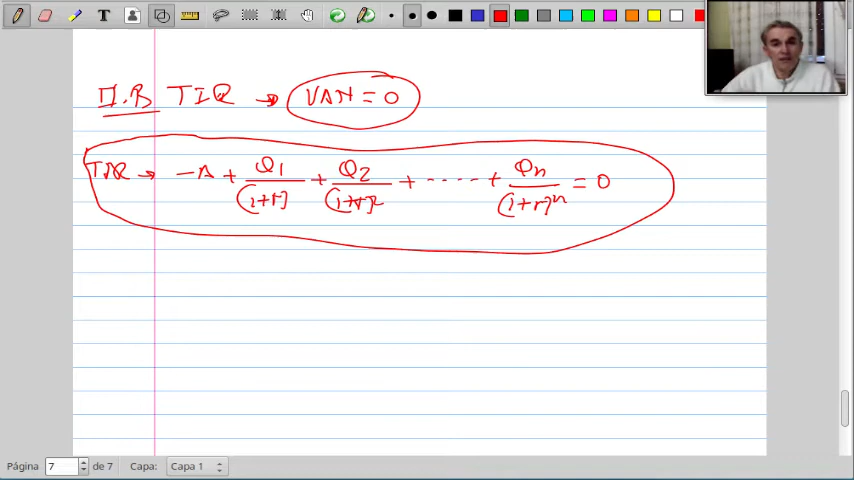 II.B TIR → VAN = 0
TIR → -A + Q1/(1+r) + Q2/(1+r)² + ..... + Qn/(1+r)ⁿ = 0
Página 7 de 7 Capa: Capa 1